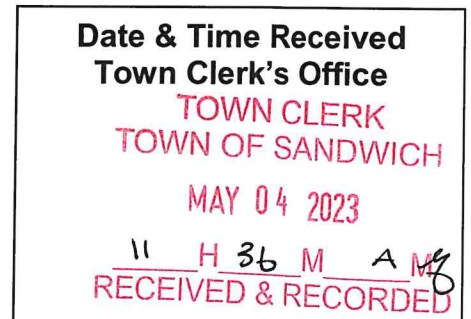 Date & Time Received
Town Clerk's Office
TOWN CLERK
TOWN OF SANDWICH
MAY 04 2023
11 H 36 M A M
RECEIVED & RECORDED